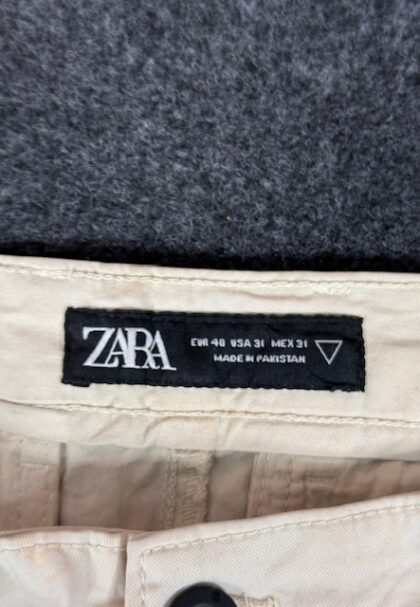 ZARA
EUR 40 USA 31 MEX 31
MADE IN PAKISTAN